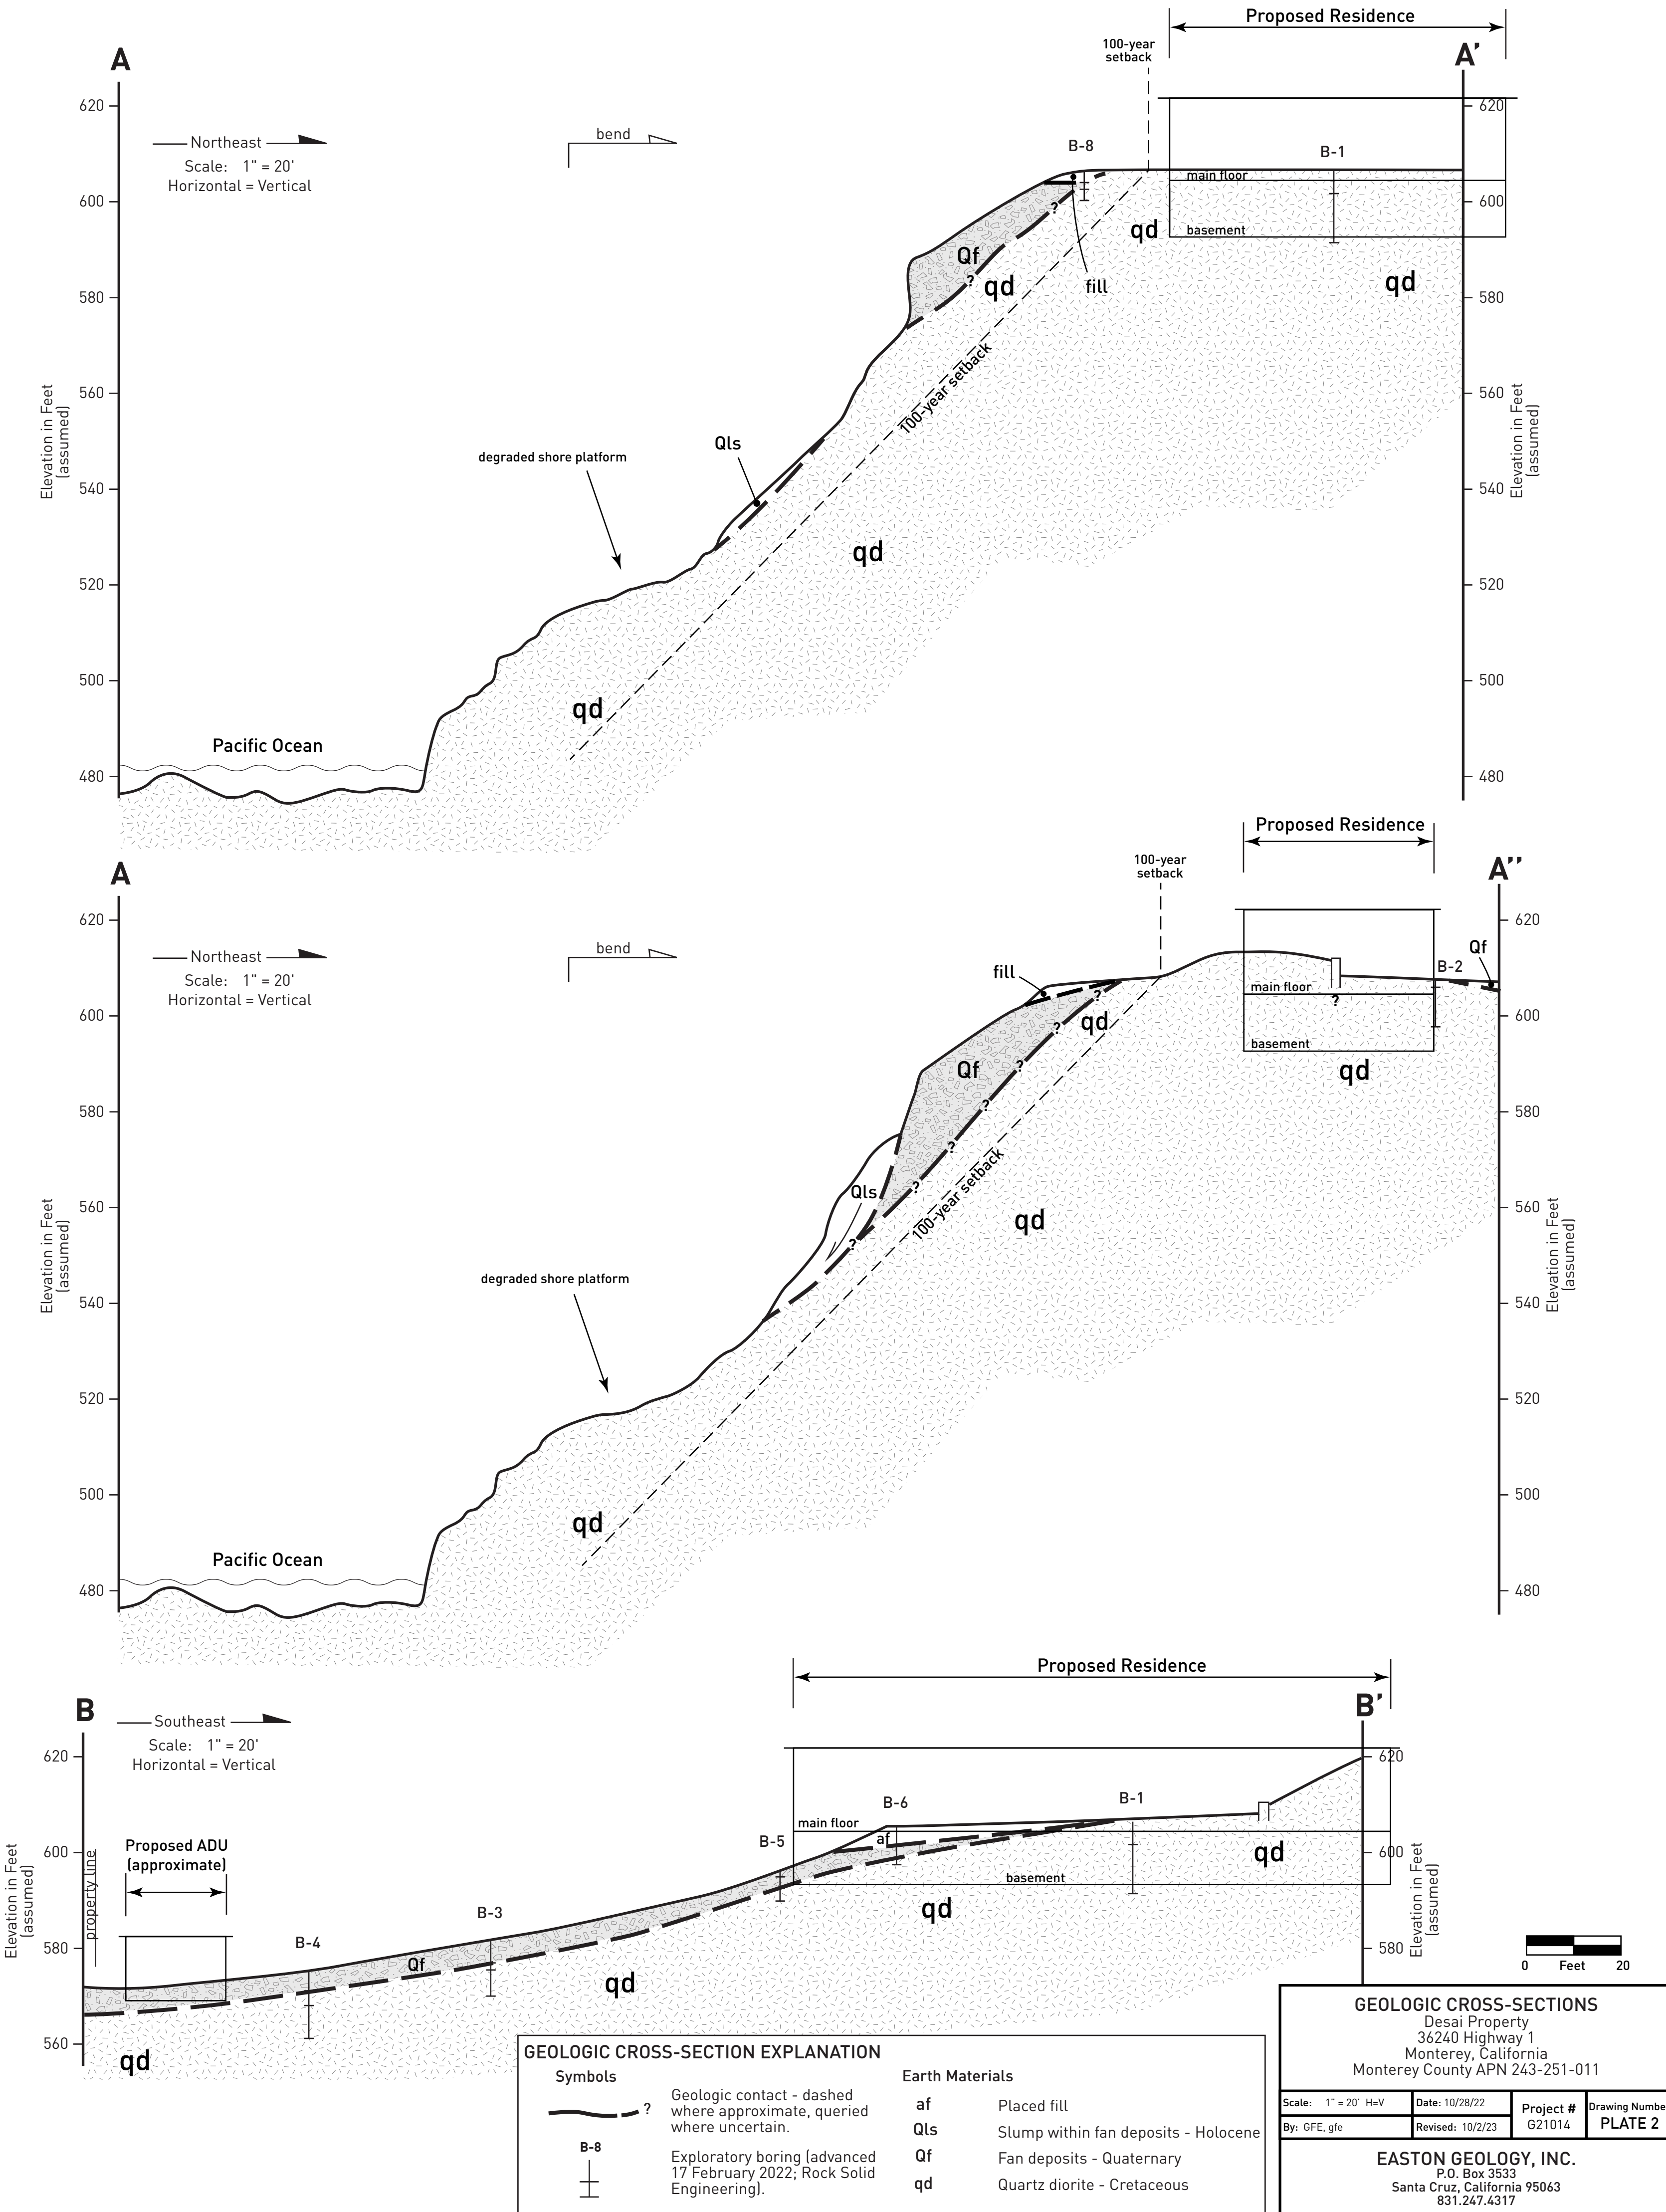 Proposed Residence
100-year
setback
A
A’
620
600
580
560
540
520
500
480
620
600
580
560
540
520
500
480
Northeast
Scale: 1" = 20'
Horizontal = Vertical
bend
B-8
B-1
main floor
basement
qd
qd
Qf
?
?
qd
fill
100-year setback
Elevation in Feet
(assumed)
Elevation in Feet
(assumed)
Qls
degraded shore platform
qd
qd
Pacific Ocean
Proposed Residence
100-year
setback
A
A’’
620
600
580
560
540
520
500
480
620
600
580
560
540
520
500
480
Northeast
Scale: 1" = 20'
Horizontal = Vertical
bend
fill
Qf
B-2
main floor
?
basement
qd
qd
Qf
?
?
?
?
?
?
?
Qls
100-year setback
qd
Elevation in Feet
(assumed)
Elevation in Feet
(assumed)
degraded shore platform
qd
Pacific Ocean
Proposed Residence
B
B’
Southeast
Scale: 1" = 20'
Horizontal = Vertical
620
600
580
560
620
600
580
Elevation in Feet
(assumed)
Elevation in Feet
(assumed)
property line
Proposed ADU
(approximate)
B-4
B-3
B-5
B-6
B-1
main floor
af
basement
Qf
qd
qd
qd
qd
0 Feet 20
GEOLOGIC CROSS-SECTION EXPLANATION
Symbols
?
Geologic contact - dashed
where approximate, queried
where uncertain.
B-8
Exploratory boring (advanced
17 February 2022; Rock Solid
Engineering).
Earth Materials
af Placed fill
Qls Slump within fan deposits - Holocene
Qf Fan deposits - Quaternary
qd Quartz diorite - Cretaceous
GEOLOGIC CROSS-SECTIONS
Desai Property
36240 Highway 1
Monterey, California
Monterey County APN 243-251-011
Scale: 1" = 20' H=V
Date: 10/28/22
By: GFE, gfe
Revised: 10/2/23
Project #
G21014
Drawing
PLATE 2
EASTON GEOLOGY, INC.
P.O. Box 3533
Santa Cruz, California 95063
831.247.4317